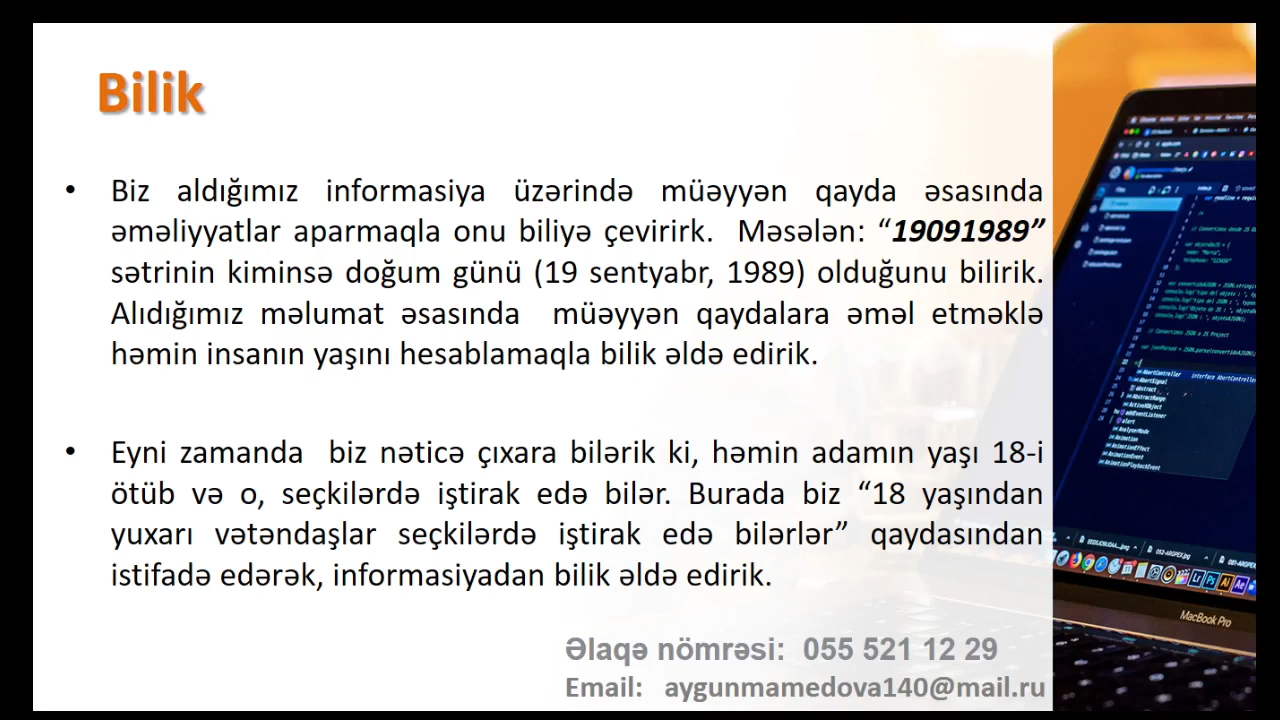 Bilik
• Biz aldığımız informasiya üzərində müəyyən qayda əsasında
əməliyyatlar aparmaqla onu biliyə çevirirk. Məsələn: “19091989”
sətrinin kiminsə doğum günü (19 sentyabr, 1989) olduğunu bilirik.
Alıdığımız məlumat əsasında müəyyən qaydalara əməl etməklə
həmin insanın yaşını hesablamaqla bilik əldə edirik.
• Eyni zamanda biz nəticə çıxara bilərik ki, həmin adamın yaşı 18-i
ötüb və o, seçkilərdə iştirak edə bilər. Burada biz “18 yaşından
yuxarı vətəndaşlar seçkilərdə iştirak edə bilərlər” qaydasından
istifadə edərək, informasiyadan bilik əldə edirik.
Əlaqə nömrəsi: 055 521 12 29
Email: aygunmamedova140@mail.ru
MacBook Pro